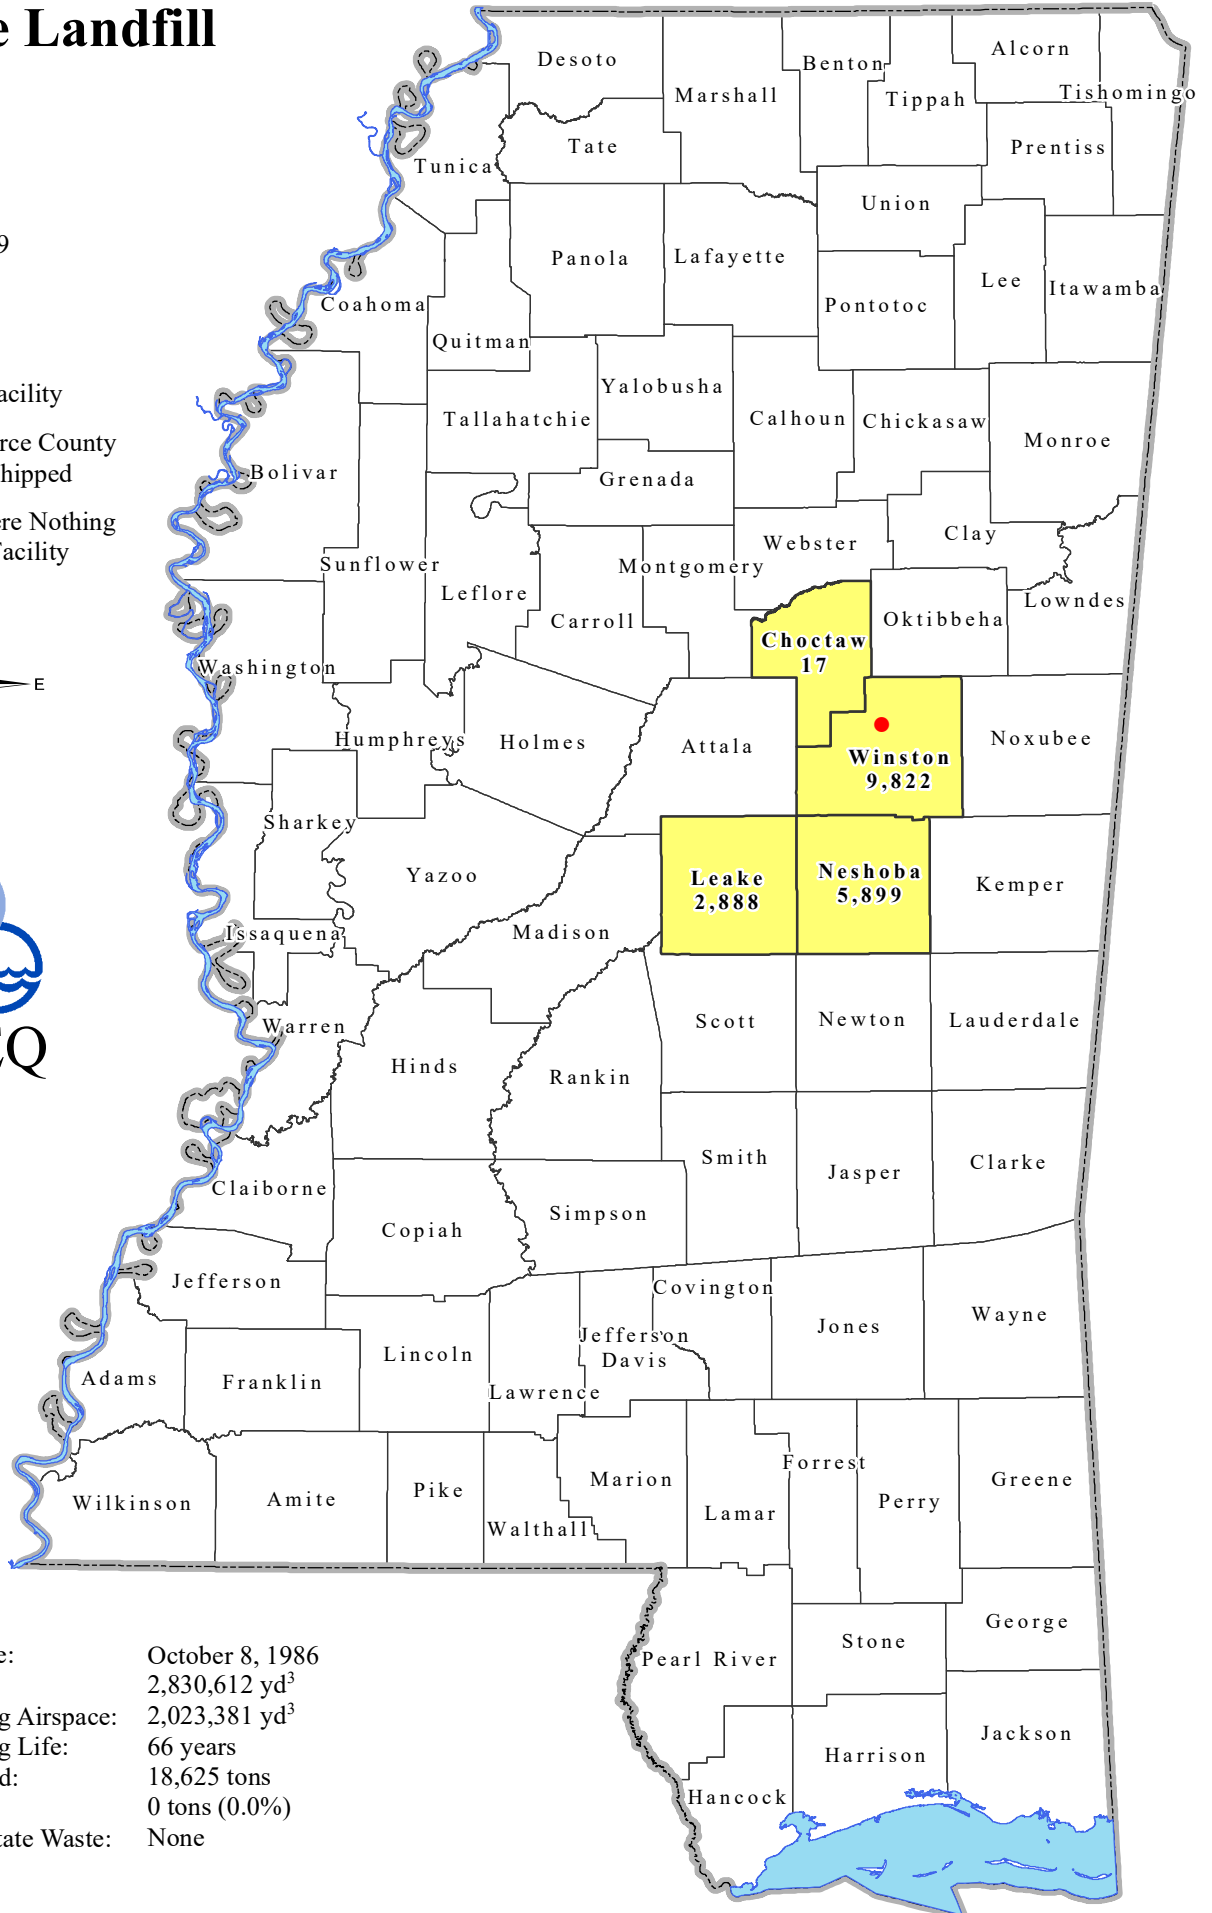 e Landfill
Desoto
Marshall
Benton
Tippah
Alcorn
Tishomingo
Tate
Tunica
Prentiss
Union
9
Panola
Lafayette
Lee
Itawamba
Coahoma
Pontotoc
Quitman
acility
Yalobusha
Tallahatchie
Calhoun
Chickasaw
Monroe
rce County
hipped
Bolivar
Grenada
ere Nothing
Facility
Webster
Clay
Sunflower
Montgomery
Leflore
Carroll
Oktibbeha
Lowndes
Choctaw
17
Washington
E
Humphreys
Holmes
Attala
Noxubee
Winston
9,822
Sharkey
Yazoo
Leake
2,888
Neshoba
5,899
Kemper
Issaquena
Madison
Warren
Scott
Newton
Lauderdale
CQ
Hinds
Rankin
Smith
Jasper
Clarke
Claiborne
Copiah
Simpson
Jefferson
Covington
Jones
Wayne
Jefferson
Davis
Lincoln
Adams
Franklin
Lawrence
Forrest
Marion
Greene
Pike
Wilkinson
Amite
Perry
Lamar
Walthall
George
Stone
Pearl River
e: October 8, 1986
2,830,612 yd³
g Airspace: 2,023,381 yd³
g Life: 66 years
d: 18,625 tons
0 tons (0.0%)
tate Waste: None
Jackson
Harrison
Hancock